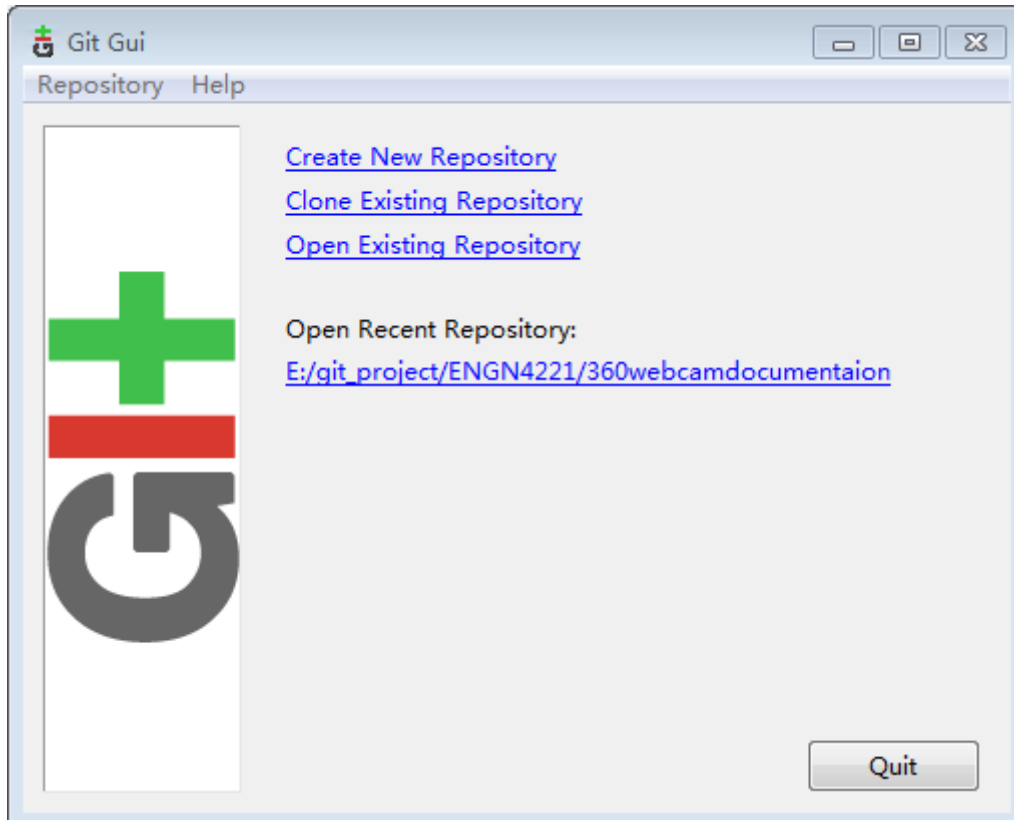 Git Gui
Repository Help
Create New Repository
Clone Existing Repository
Open Existing Repository
Open Recent Repository:
E:/git_project/ENGN4221/360webcamdocumentaion
GIT
Quit